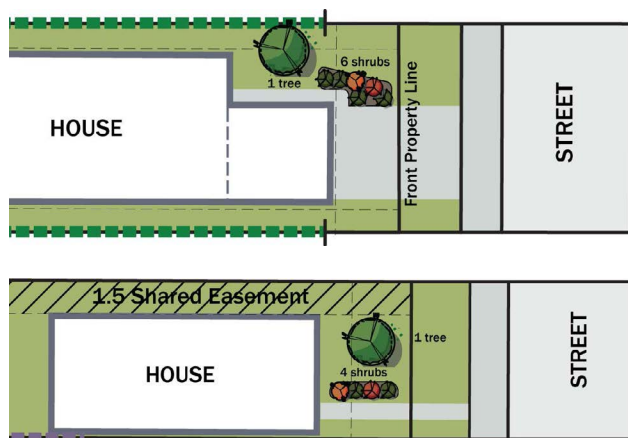 6 shrubs
1 tree
HOUSE
Front Property Line
STREET
1.5 Shared Easement
1 tree
4 shrubs
HOUSE
STREET